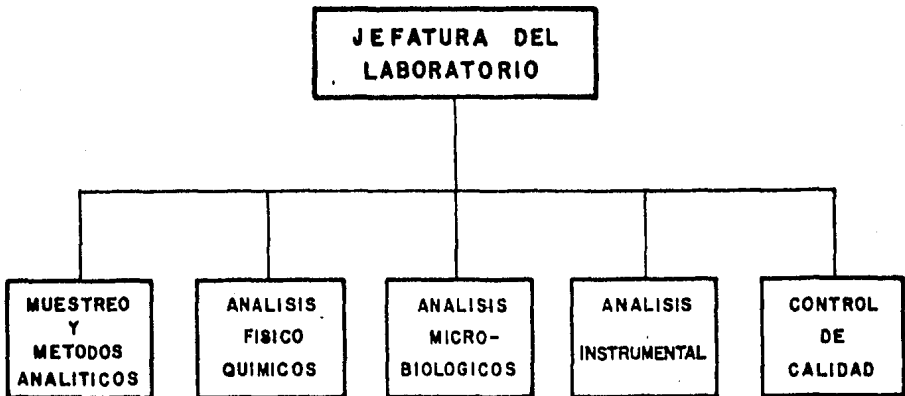 JEFATURA DEL
LABORATORIO
MUESTREO
Y
METODOS
ANALITICOS
ANALISIS
FISICO
QUIMICOS
ANALISIS
MICRO-
BIOLOGICOS
ANALISIS
INSTRUMENTAL
CONTROL
DE
CALIDAD